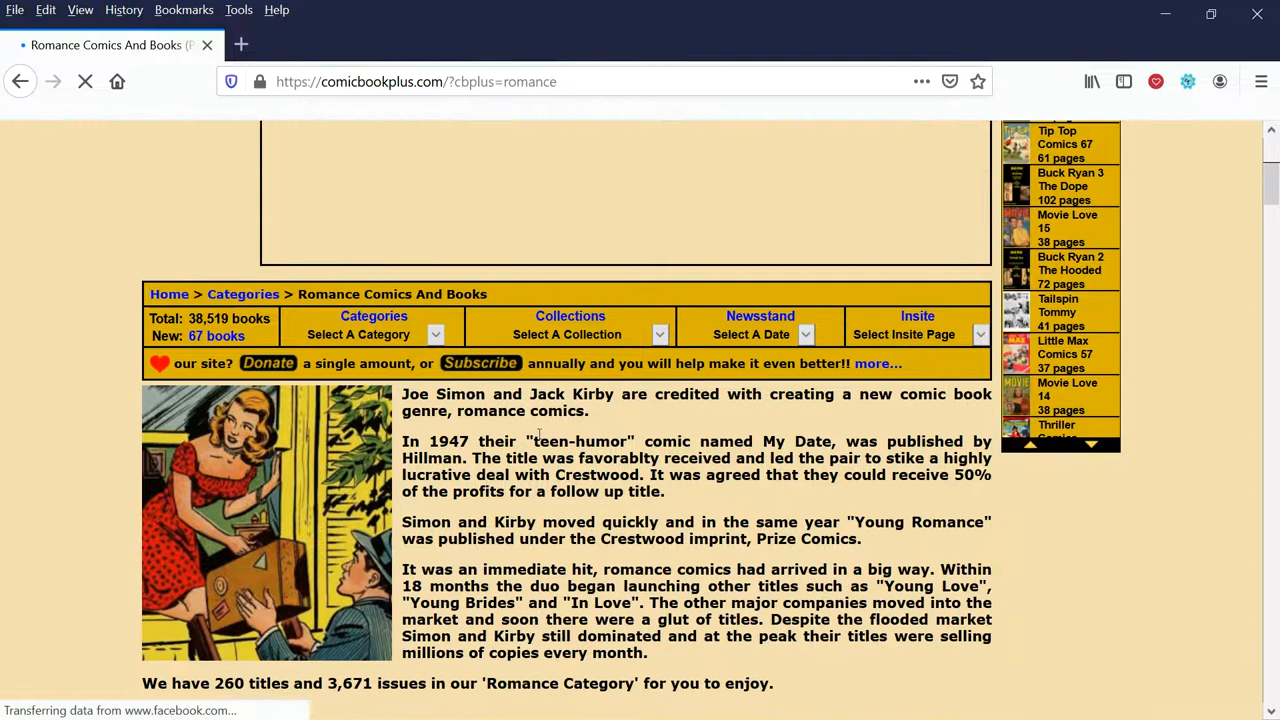 File Edit View History Bookmarks Tools Help
Romance Comics And Books (P
https://comicbookplus.com/?cbplus=romance
Tip Top
Comics 67
61 pages
Buck Ryan 3
The Dope
102 pages
Movie Love
15
38 pages
Buck Ryan 2
The Hooded
72 pages
Tailspin
Tommy
41 pages
Little Max
Comics 57
37 pages
Movie Love
14
38 pages
Thriller
Home > Categories > Romance Comics And Books
Total: 38,519 books
New: 67 books
Categories
Select A Category
Collections
Select A Collection
Newsstand
Select A Date
Insite
Select Insite Page
our site? Donate a single amount, or Subscribe annually and you will help make it even better!! more...
Joe Simon and Jack Kirby are credited with creating a new comic book
genre, romance comics.
In 1947 their "teen-humor" comic named My Date, was published by
Hillman. The title was favorablty received and led the pair to stike a highly
lucrative deal with Crestwood. It was agreed that they could receive 50%
of the profits for a follow up title.
Simon and Kirby moved quickly and in the same year "Young Romance"
was published under the Crestwood imprint, Prize Comics.
It was an immediate hit, romance comics had arrived in a big way. Within
18 months the duo began launching other titles such as "Young Love",
"Young Brides" and "In Love". The other major companies moved into the
market and soon there were a glut of titles. Despite the flooded market
Simon and Kirby still dominated and at the peak their titles were selling
millions of copies every month.
We have 260 titles and 3,671 issues in our 'Romance Category' for you to enjoy.
Transferring data from www.facebook.com...